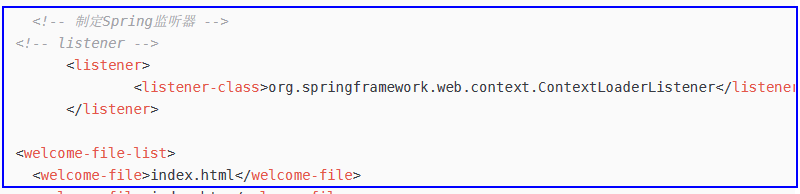 <!-- 制定Spring监听器 -->
<!-- listener -->
<listener>
<listener-class>org.springframework.web.context.ContextLoaderListener</listener
</listener>
<welcome-file-list>
<welcome-file>index.html</welcome-file>